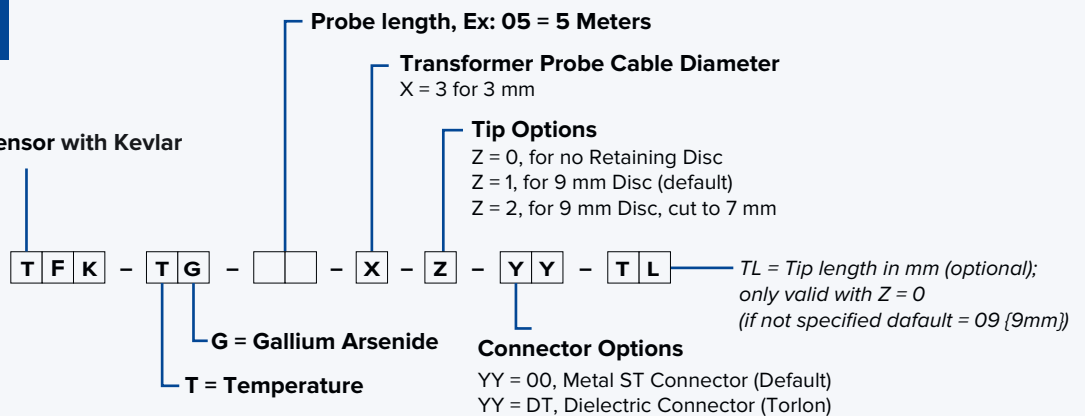 Probe length, Ex: 05 = 5 Meters
Transformer Probe Cable Diameter
X = 3 for 3 mm
with Kevlar
Tip Options
Z = 0, for no Retaining Disc
Z = 1, for 9 mm Disc (default)
Z = 2, for 9 mm Disc, cut to 7 mm
T F K – T G – – X – Z – Y Y – T L
TL = Tip length in mm (optional);
only valid with Z = 0
(if not specified dafault = 09 {9mm})
G = Gallium Arsenide
T = Temperature
Connector Options
YY = 00, Metal ST Connector (Default)
YY = DT, Dielectric Connector (Torlon)